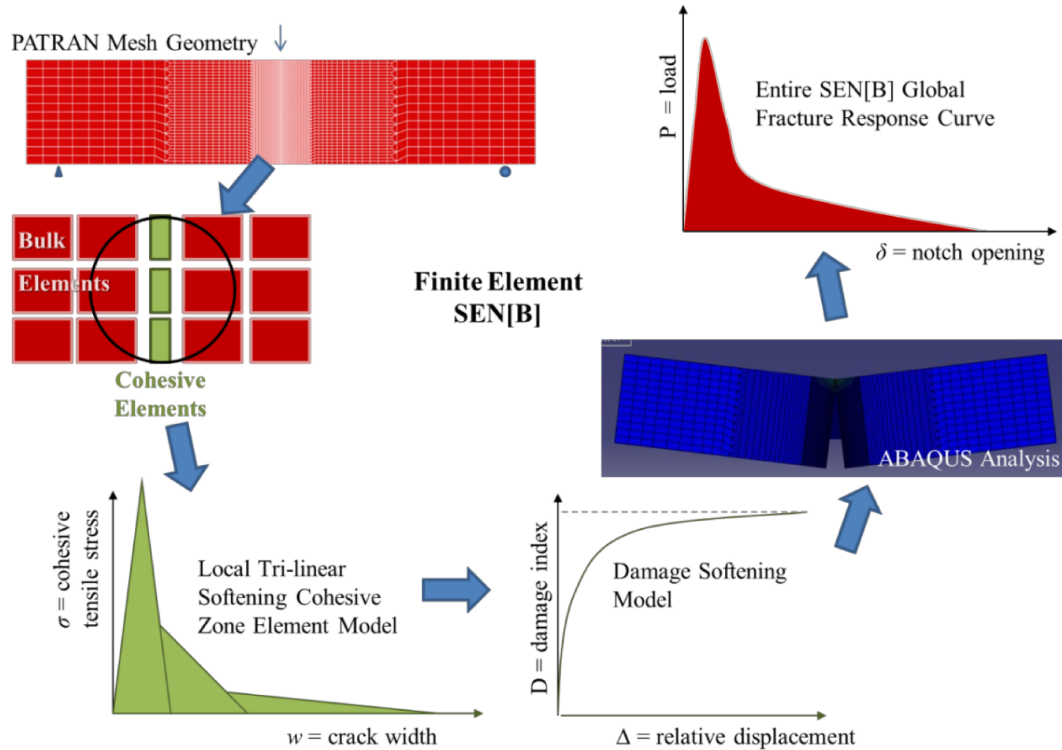 PATRAN Mesh Geometry
P = load
Entire SEN[B] Global
Fracture Response Curve
δ = notch opening
Bulk
Elements
Finite Element
SEN[B]
Cohesive
Elements
ABAQUS Analysis
σ = cohesive
tensile stress
Local Tri-linear
Softening Cohesive
Zone Element Model
w = crack width
D = damage index
Damage Softening
Model
Δ = relative displacement